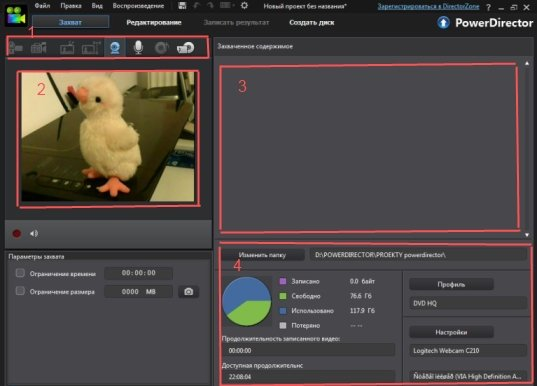 Файл Правка Вид Воспроизведение Новый проект без названия* Зарегистрироваться в DirectorZone
Захват Редактирование Записать результат Создать диск PowerDirector
1
Захваченное содержимое
2
3
Параметры захвата
Ограничение времени 00:00:00
Ограничение размера 0000 MB
4
Изменить папку D:\POWERDIRECTOR\PROEKTY powerdirector\
Записано 0.0 байт
Свободно 76.6 Гб
Использовано 117.9 Гб
Потеряно -- --
Продолжительность записанного видео:
00:00:00
Доступная продолжительнс
22:08:04
Профиль
DVD HQ
Настройки
Logitech Webcam C210
(VIA High Definition A...